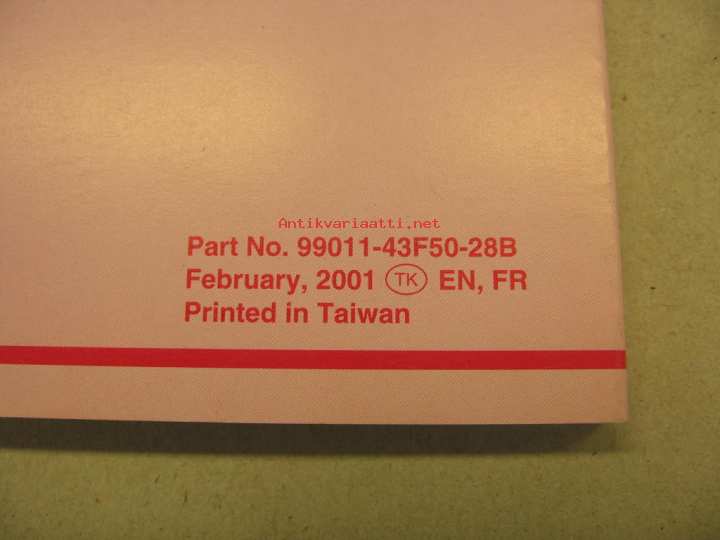 Antikvariaatti.net
Part No. 99011-43F50-28B
February, 2001 TK EN, FR
Printed in Taiwan